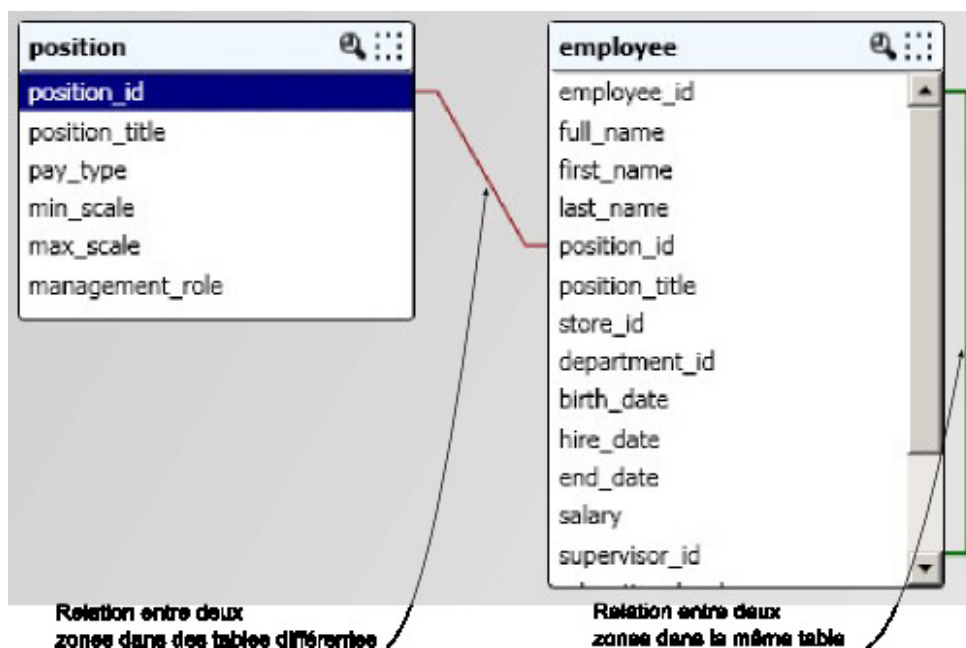 position
position_id
position_title
pay_type
min_scale
max_scale
management_role
employee
employee_id
full_name
first_name
last_name
position_id
position_title
store_id
department_id
birth_date
hire_date
end_date
salary
supervisor_id
Relation entre deux
zones dans des tables différentes
Relation entre deux
zones dans la même table